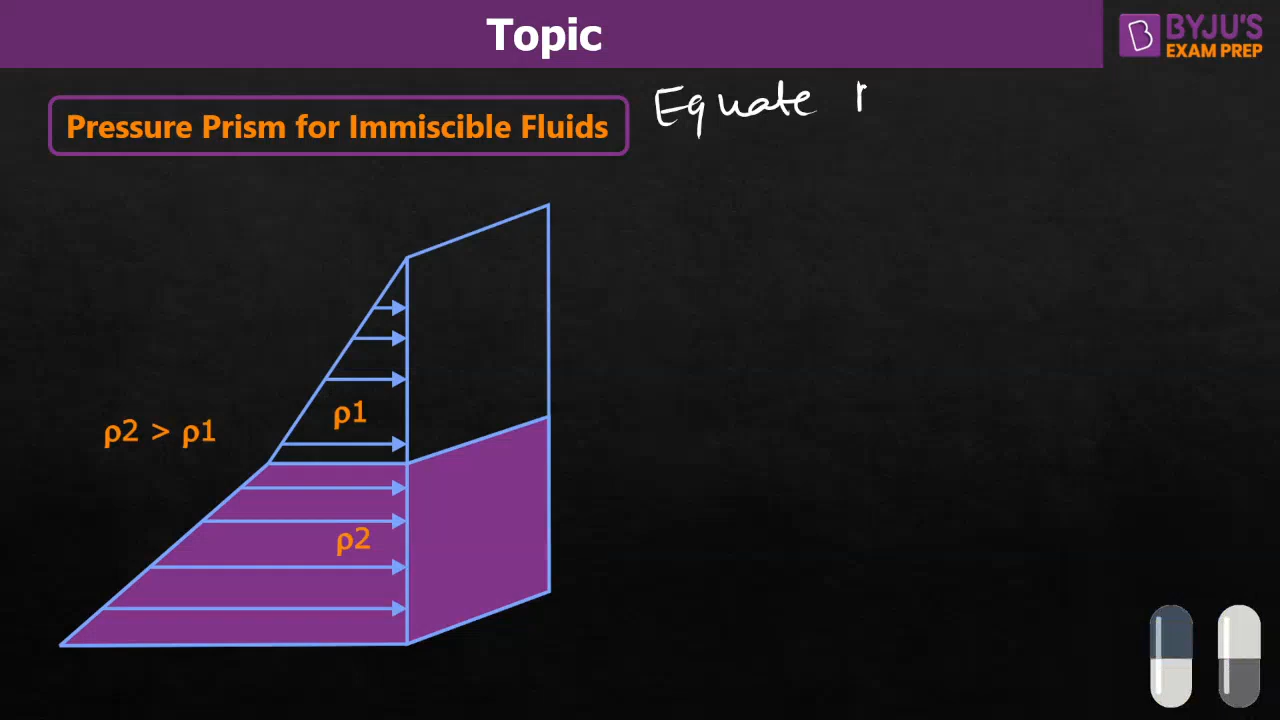 Topic
BYJU'S
EXAM PREP
Equate
Pressure Prism for Immiscible Fluids
ρ1
ρ2 > ρ1
ρ2